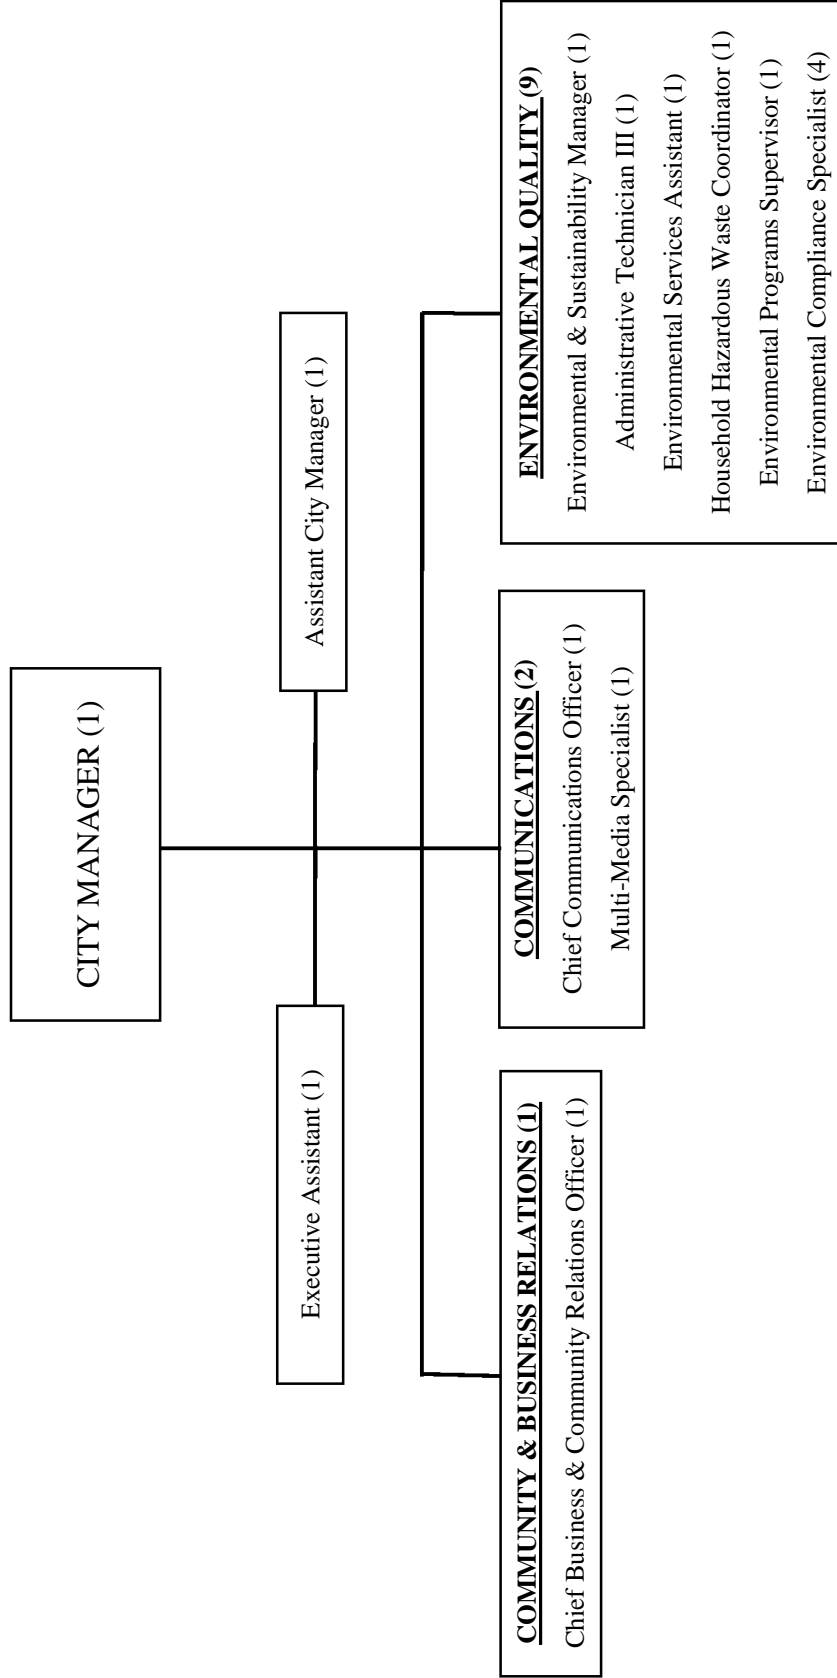 CITY MANAGER (1)
Executive Assistant (1)
Assistant City Manager (1)
COMMUNITY & BUSINESS RELATIONS (1)
Chief Business & Community Relations Officer (1)
COMMUNICATIONS (2)
Chief Communications Officer (1)
Multi-Media Specialist (1)
ENVIRONMENTAL QUALITY (9)
Environmental & Sustainability Manager (1)
Administrative Technician III (1)
Environmental Services Assistant (1)
Household Hazardous Waste Coordinator (1)
Environmental Programs Supervisor (1)
Environmental Compliance Specialist (4)